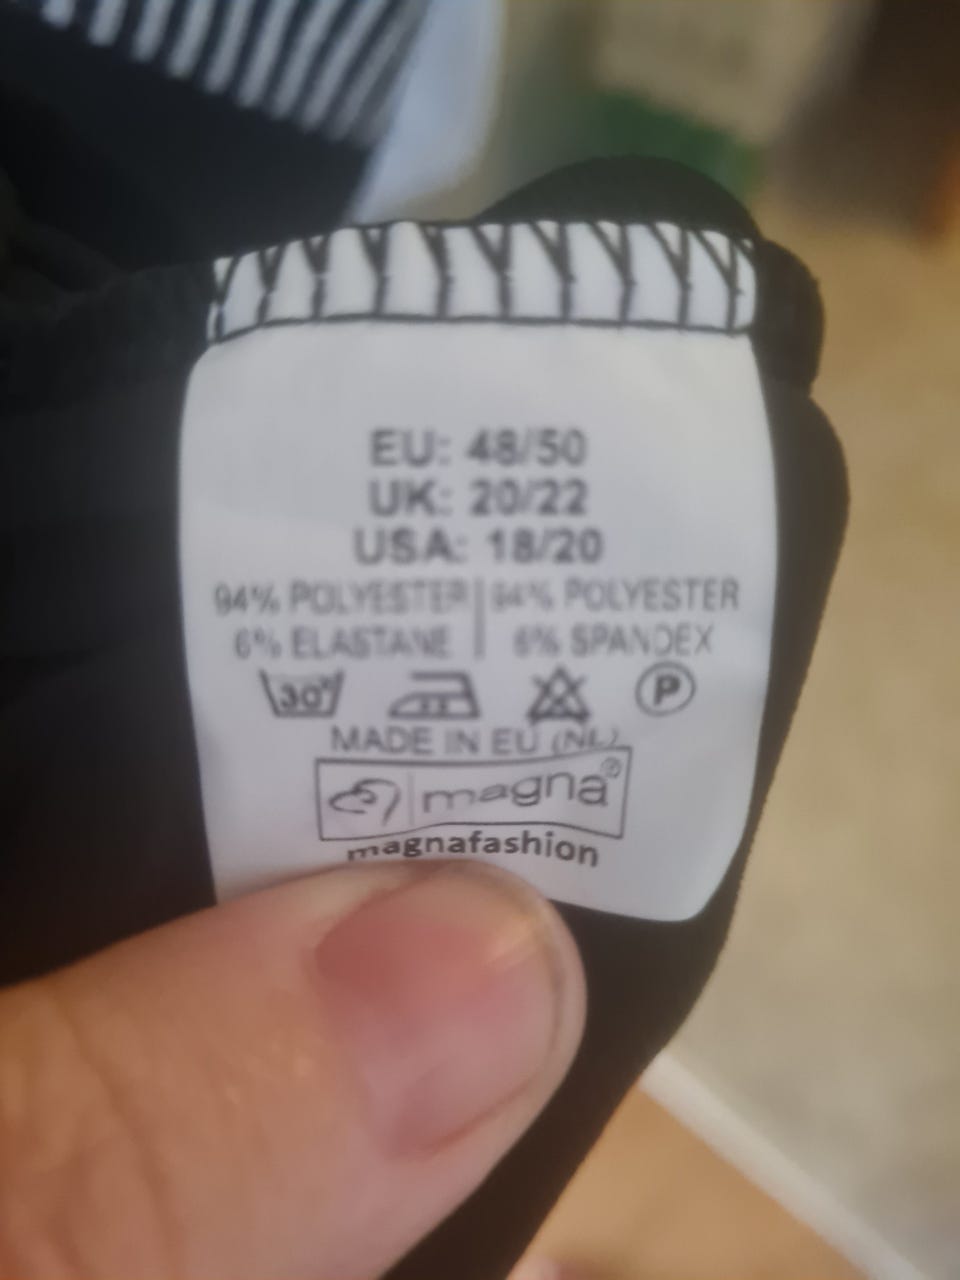 EU: 48/50
UK: 20/22
USA: 18/20
94% POLYESTER | 94% POLYESTER
6% ELASTANE | 6% SPANDEX
30° P
MADE IN EU (NL)
magna®
magnafashion